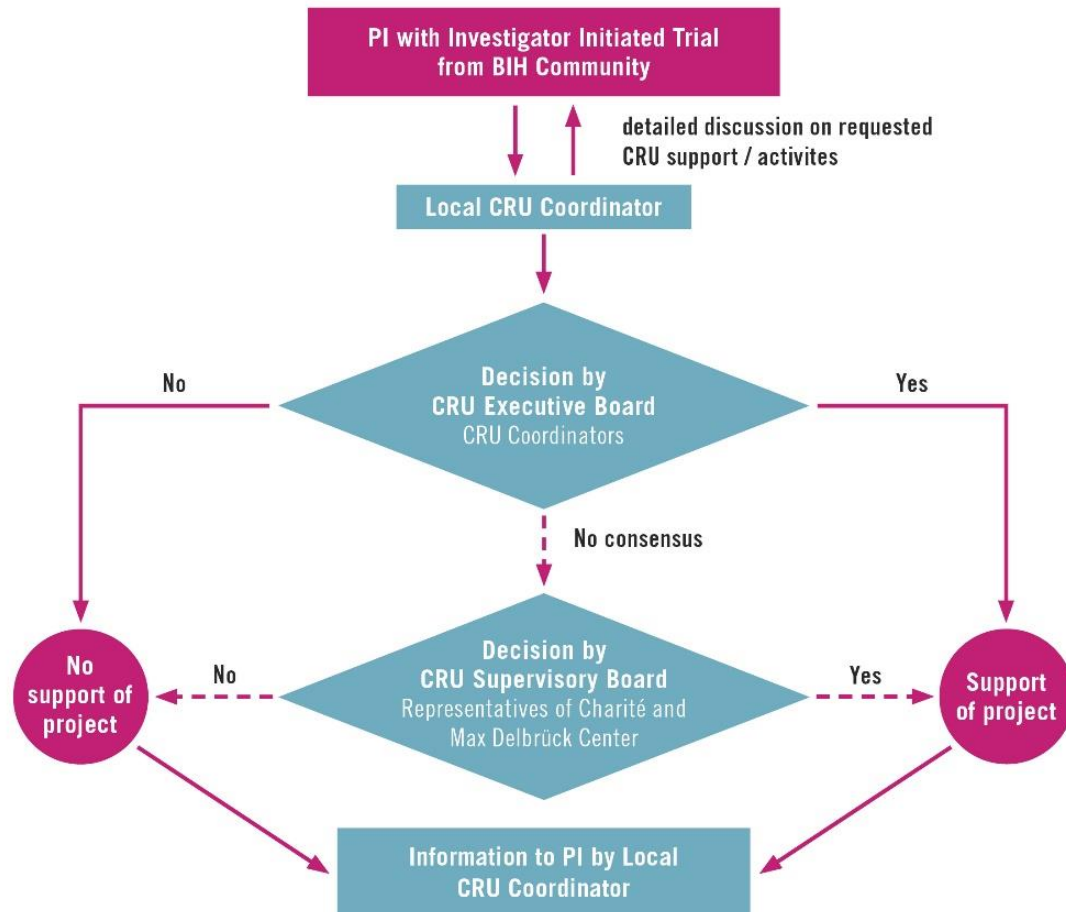 PI with Investigator Initiated Trial
from BIH Community
detailed discussion on requested
CRU support / activites
Local CRU Coordinator
No
Decision by
CRU Executive Board
CRU Coordinators
Yes
No consensus
No
support of
project
No
Decision by
CRU Supervisory Board
Representatives of Charité and
Max Delbrück Center
Yes
Support
of project
Information to PI by Local
CRU Coordinator